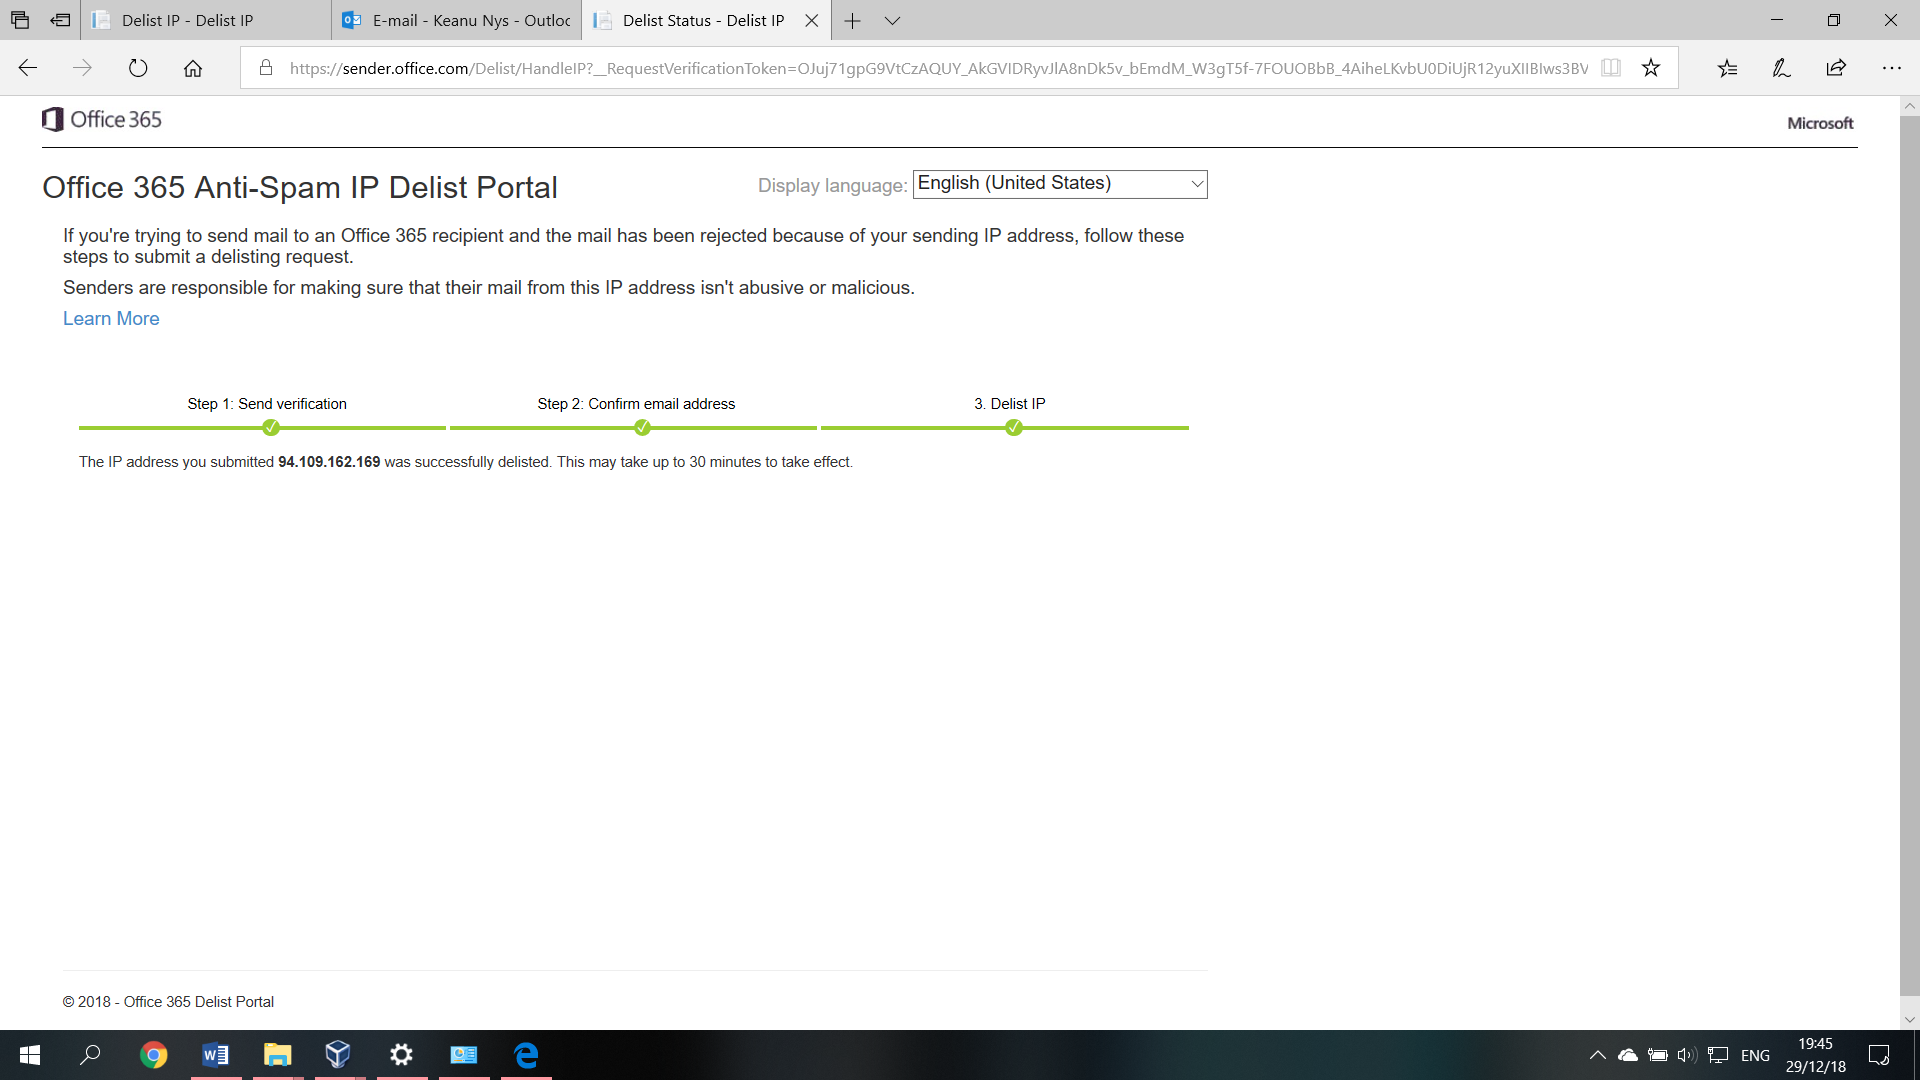 Delist IP - Delist IP
E-mail - Keanu Nys - Outloo
Delist Status - Delist IP
https://sender.office.com/Delist/HandleIP?__RequestVerificationToken=OJuj71gpG9VtCzAQUY_AkGVIDRyvJlA8nDk5v_bEmdM_W3gT5f-7FOUOBbB_4AiheLKvbU0DiUjR12yuXIIBIws3BV
Office 365
Microsoft
Office 365 Anti-Spam IP Delist Portal
Display language: English (United States)
If you're trying to send mail to an Office 365 recipient and the mail has been rejected because of your sending IP address, follow these
steps to submit a delisting request.
Senders are responsible for making sure that their mail from this IP address isn't abusive or malicious.
Learn More
Step 1: Send verification
Step 2: Confirm email address
3. Delist IP
The IP address you submitted 94.109.162.169 was successfully delisted. This may take up to 30 minutes to take effect.
© 2018 - Office 365 Delist Portal
ENG
19:45
29/12/18